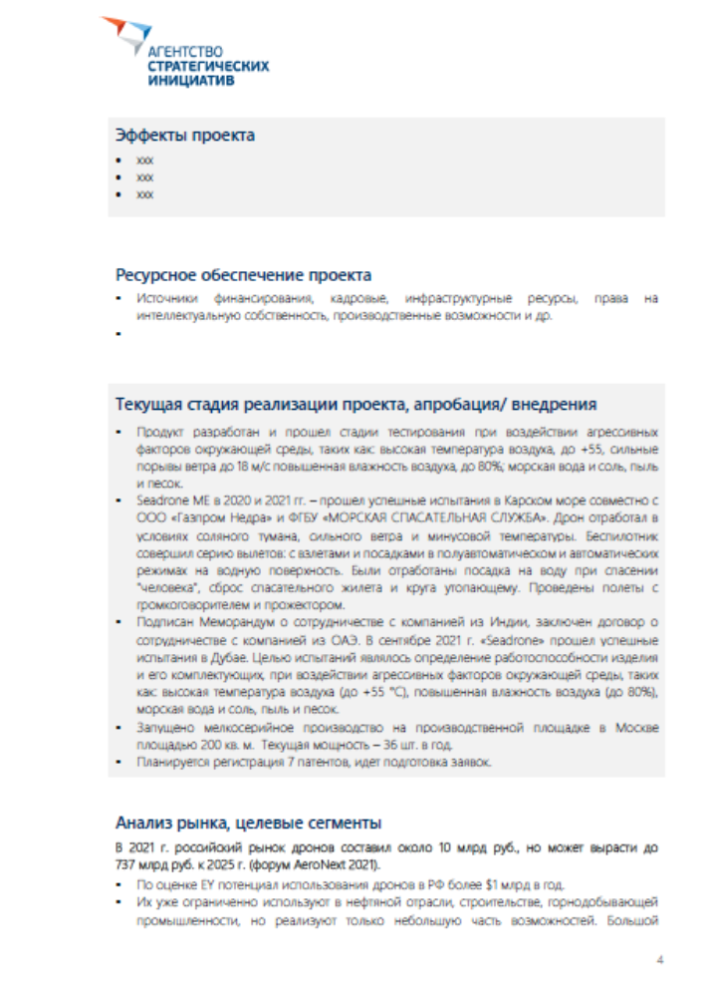 АГЕНТСТВО
СТРАТЕГИЧЕСКИХ
ИНИЦИАТИВ
Эффекты проекта
▪ xxx
▪ xxx
▪ xxx
Ресурсное обеспечение проекта
▪ Источники финансирования, кадровые, инфраструктурные ресурсы, права на
интеллектуальную собственность, производственные возможности и др.
▪
Текущая стадия реализации проекта, апробация/ внедрения
▪ Продукт разработан и прошел стадии тестирования при воздействии агрессивных
факторов окружающей среды, таких как: высокая температура воздуха, до +55, сильные
порывы ветра до 18 м/с повышенная влажность воздуха, до 80%; морская вода и соль, пыль
и песок.
▪ Seadrone ME в 2020 и 2021 гг. – прошел успешные испытания в Карском море совместно с
ООО «Газпром Недра» и ФГБУ «МОРСКАЯ СПАСАТЕЛЬНАЯ СЛУЖБА». Дрон отработал в
условиях соляного тумана, сильного ветра и минусовой температуры. Беспилотник
совершил серию вылетов: с взлетами и посадками в полуавтоматическом и автоматических
режимах на водную поверхность. Были отработаны посадка на воду при спасении
"человека", сброс спасательного жилета и круга утопающему. Проведены полеты с
громкоговорителем и прожектором.
▪ Подписан Меморандум о сотрудничестве с компанией из Индии, заключен договор о
сотрудничестве с компанией из ОАЭ. В сентябре 2021 г. «Seadrone» прошел успешные
испытания в Дубае. Целью испытаний являлось определение работоспособности изделия
и его комплектующих, при воздействии агрессивных факторов окружающей среды, таких
как: высокая температура воздуха (до +55 °C), повышенная влажность воздуха (до 80%),
морская вода и соль, пыль и песок.
▪ Запущено мелкосерийное производство на производственной площадке в Москве
площадью 200 кв. м. Текущая мощность – 36 шт. в год.
▪ Планируется регистрация 7 патентов, идет подготовка заявок.
Анализ рынка, целевые сегменты
В 2021 г. российский рынок дронов составил около 10 млрд руб., но может вырасти до
737 млрд руб. к 2025 г. (форум AeroNext 2021).
▪ По оценке EY потенциал использования дронов в РФ более $1 млрд в год.
▪ Их уже ограниченно используют в нефтяной отрасли, строительстве, горнодобывающей
промышленности, но реализуют только небольшую часть возможностей. Большой
4